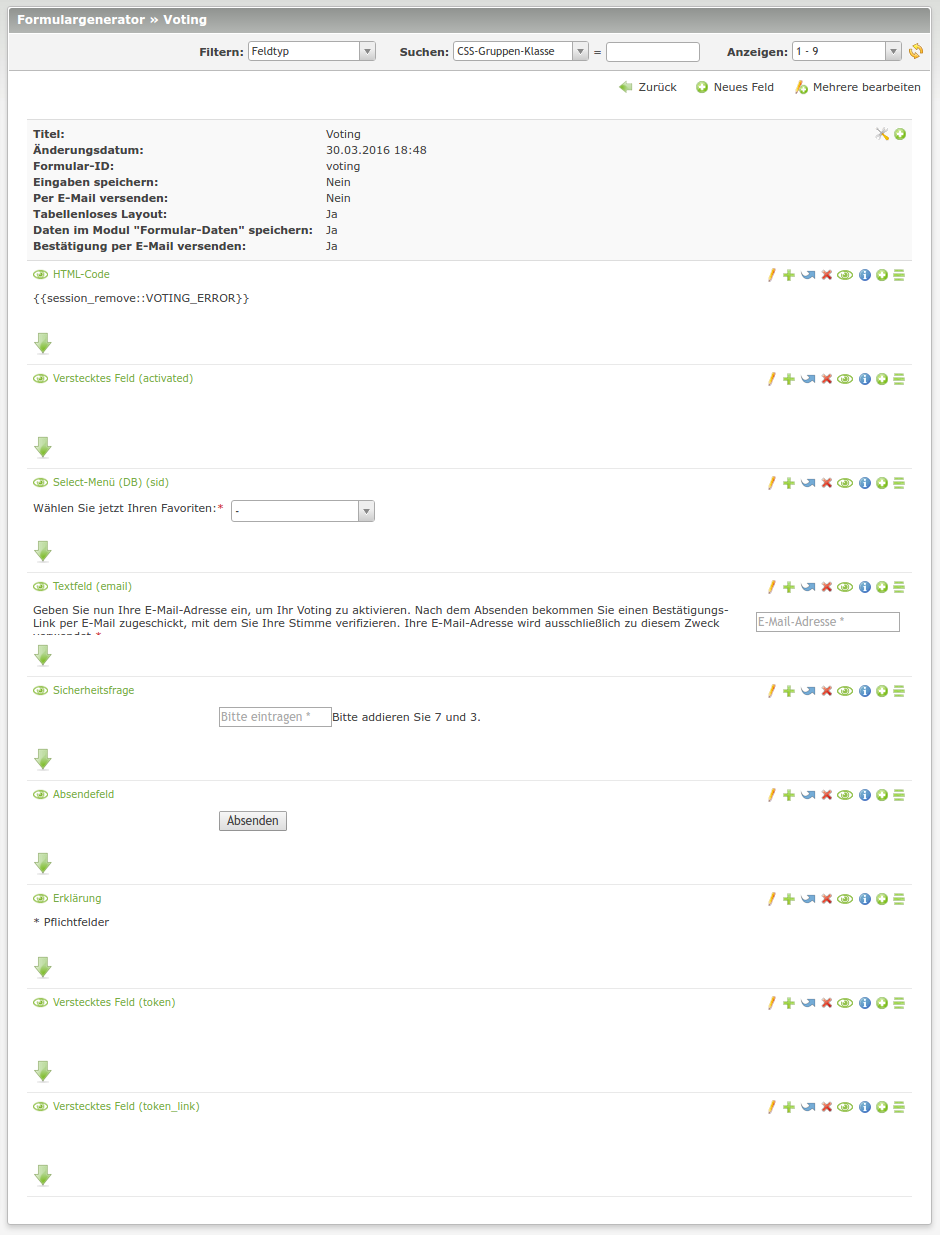 Formulargenerator » Voting
Filtern: Feldtyp Suchen: CSS-Gruppen-Klasse = Anzeigen: 1 - 9
Zurück Neues Feld Mehrere bearbeiten
Titel: Voting
Änderungsdatum: 30.03.2016 18:48
Formular-ID: voting
Eingaben speichern: Nein
Per E-Mail versenden: Nein
Tabellenloses Layout: Ja
Daten im Modul "Formular-Daten" speichern: Ja
Bestätigung per E-Mail versenden: Ja
HTML-Code
{{session_remove::VOTING_ERROR}}
Verstecktes Feld (activated)
Select-Menü (DB) (sid)
Wählen Sie jetzt Ihren Favoriten:* -
Textfeld (email)
Geben Sie nun Ihre E-Mail-Adresse ein, um Ihr Voting zu aktivieren. Nach dem Absenden bekommen Sie einen Bestätigungs-
Link per E-Mail zugeschickt, mit dem Sie Ihre Stimme verifizieren. Ihre E-Mail-Adresse wird ausschließlich zu diesem Zweck
E-Mail-Adresse *
Sicherheitsfrage
Bitte eintragen * Bitte addieren Sie 7 und 3.
Absendefeld
Absenden
Erklärung
* Pflichtfelder
Verstecktes Feld (token)
Verstecktes Feld (token_link)